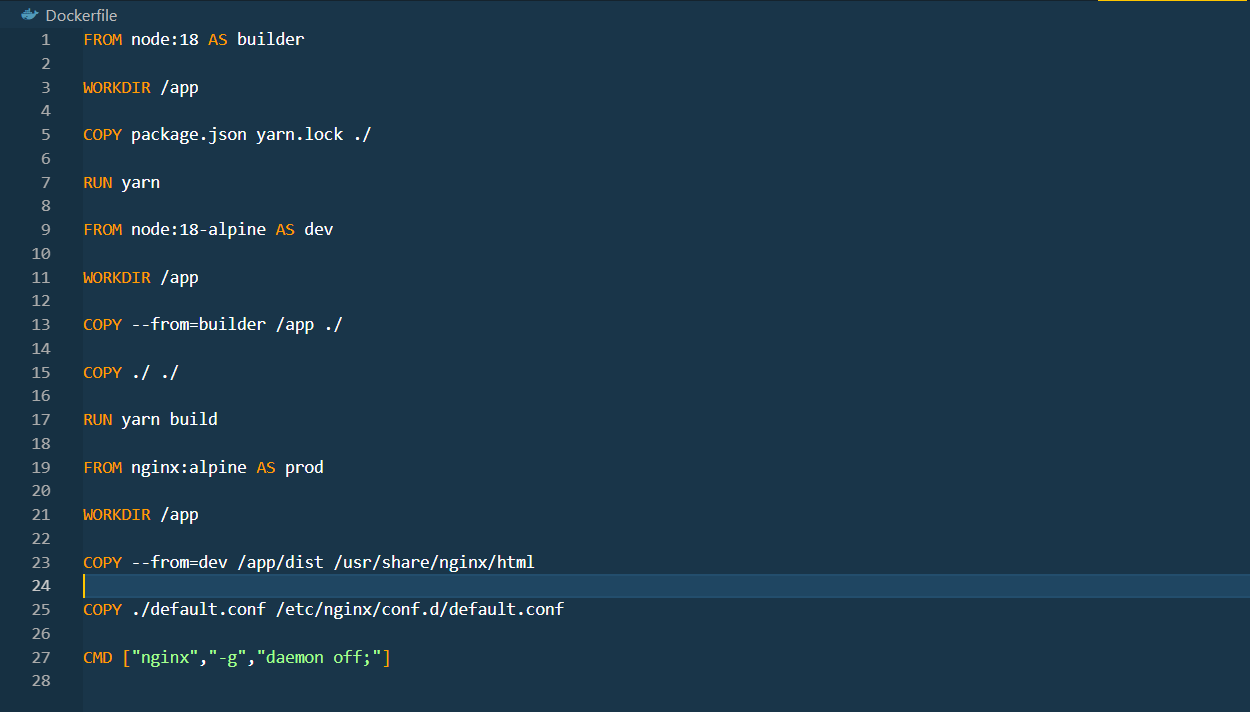 Dockerfile
1 FROM node:18 AS builder
2
3 WORKDIR /app
4
5 COPY package.json yarn.lock ./
6
7 RUN yarn
8
9 FROM node:18-alpine AS dev
10
11 WORKDIR /app
12
13 COPY --from=builder /app ./
14
15 COPY ./ ./
16
17 RUN yarn build
18
19 FROM nginx:alpine AS prod
20
21 WORKDIR /app
22
23 COPY --from=dev /app/dist /usr/share/nginx/html
24
25 COPY ./default.conf /etc/nginx/conf.d/default.conf
26
27 CMD ["nginx","-g","daemon off;"]
28